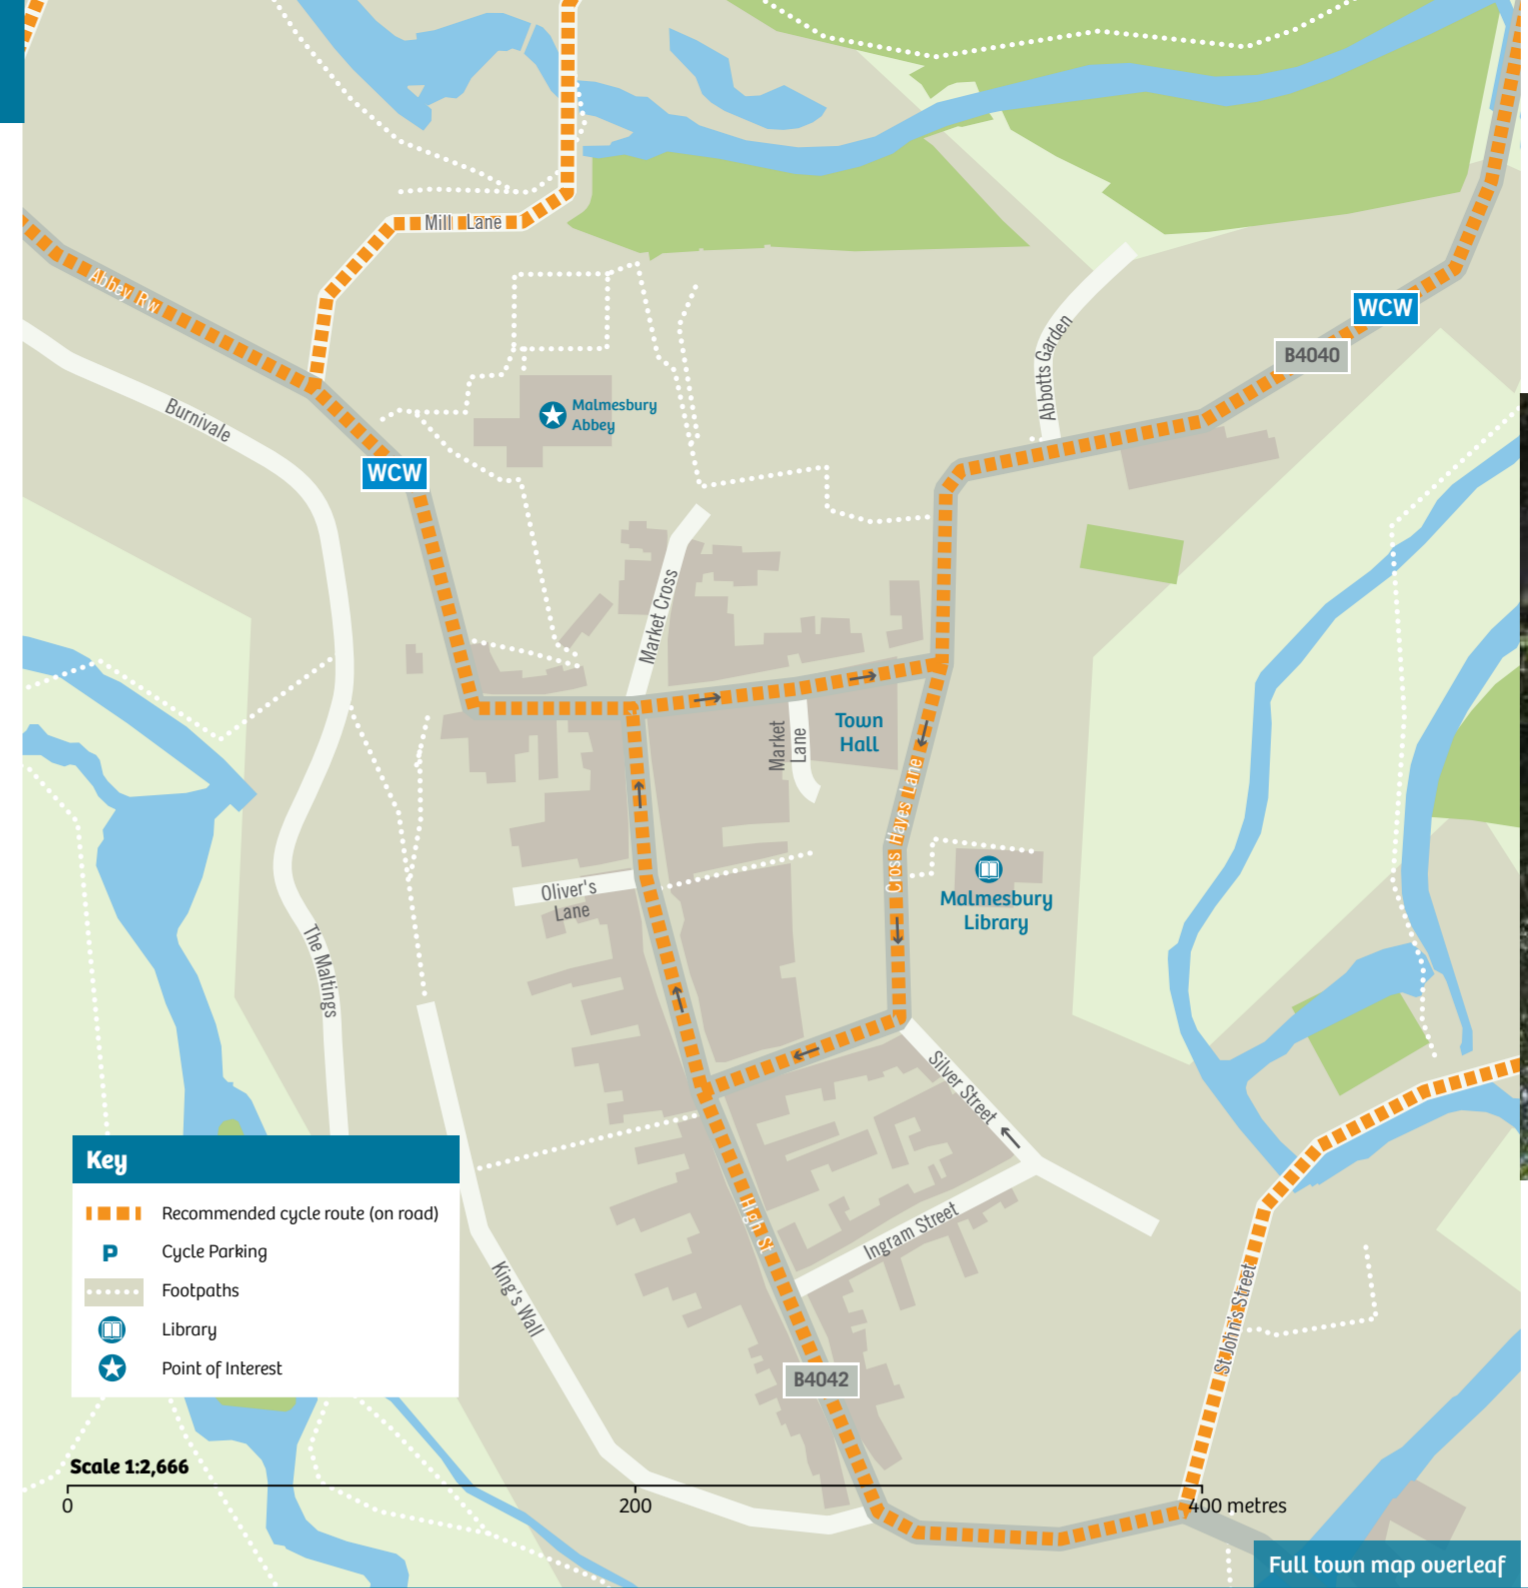 Mill Lane
Abbey Rw
WCW
B4040
Abbotts Garden
Burnivale
Malmesbury
Abbey
WCW
Market Cross
Market
Lane
Town
Hall
Cross Hayes Lane
Malmesbury
Library
Oliver's
Lane
The Maltings
Silver Street
Ingram Street
High St
King's Wall
St John's Street
B4042
Key
Recommended cycle route (on road)
P Cycle Parking
Footpaths
Library
Point of Interest
Scale 1:2,666
0 200 400 metres
Full town map overleaf